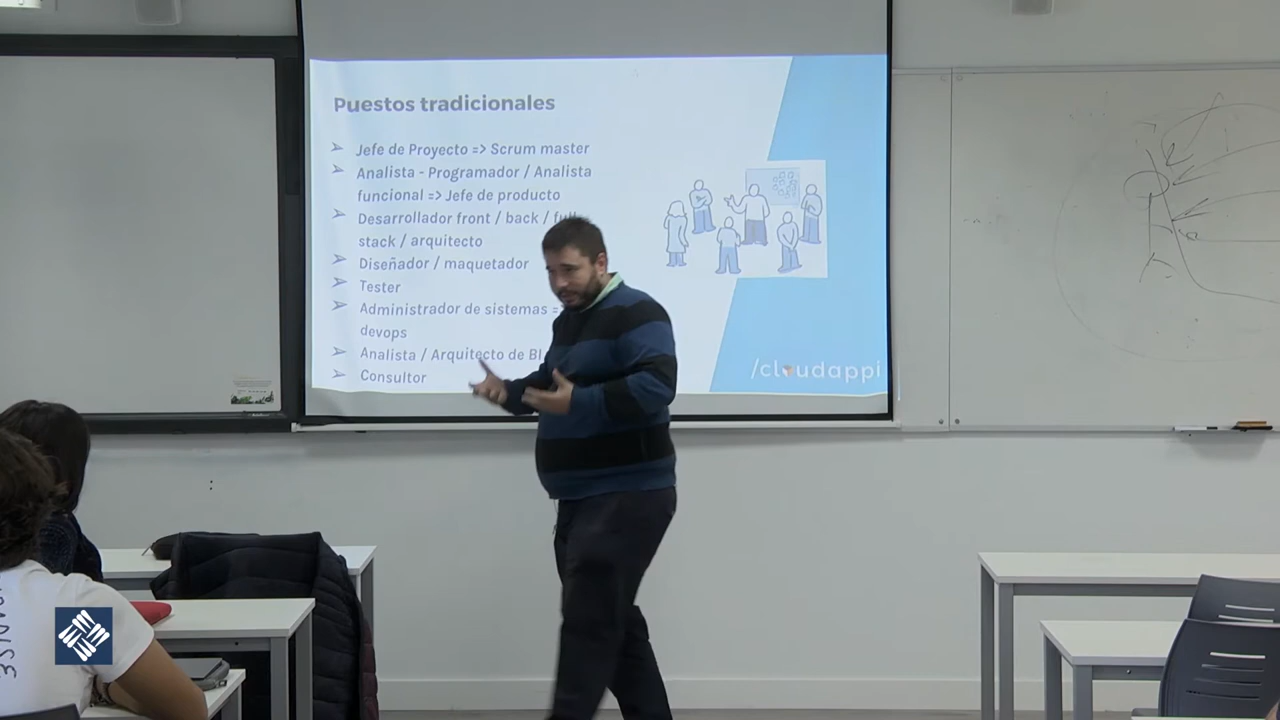 Puestos tradicionales
➤ Jefe de Proyecto => Scrum master
➤ Analista - Programador / Analista
funcional => Jefe de producto
➤ Desarrollador front / back / full
stack / arquitecto
➤ Diseñador / maquetador
➤ Tester
➤ Administrador de sistemas =
devops
➤ Analista / Arquitecto de BI
➤ Consultor
/cloudappi